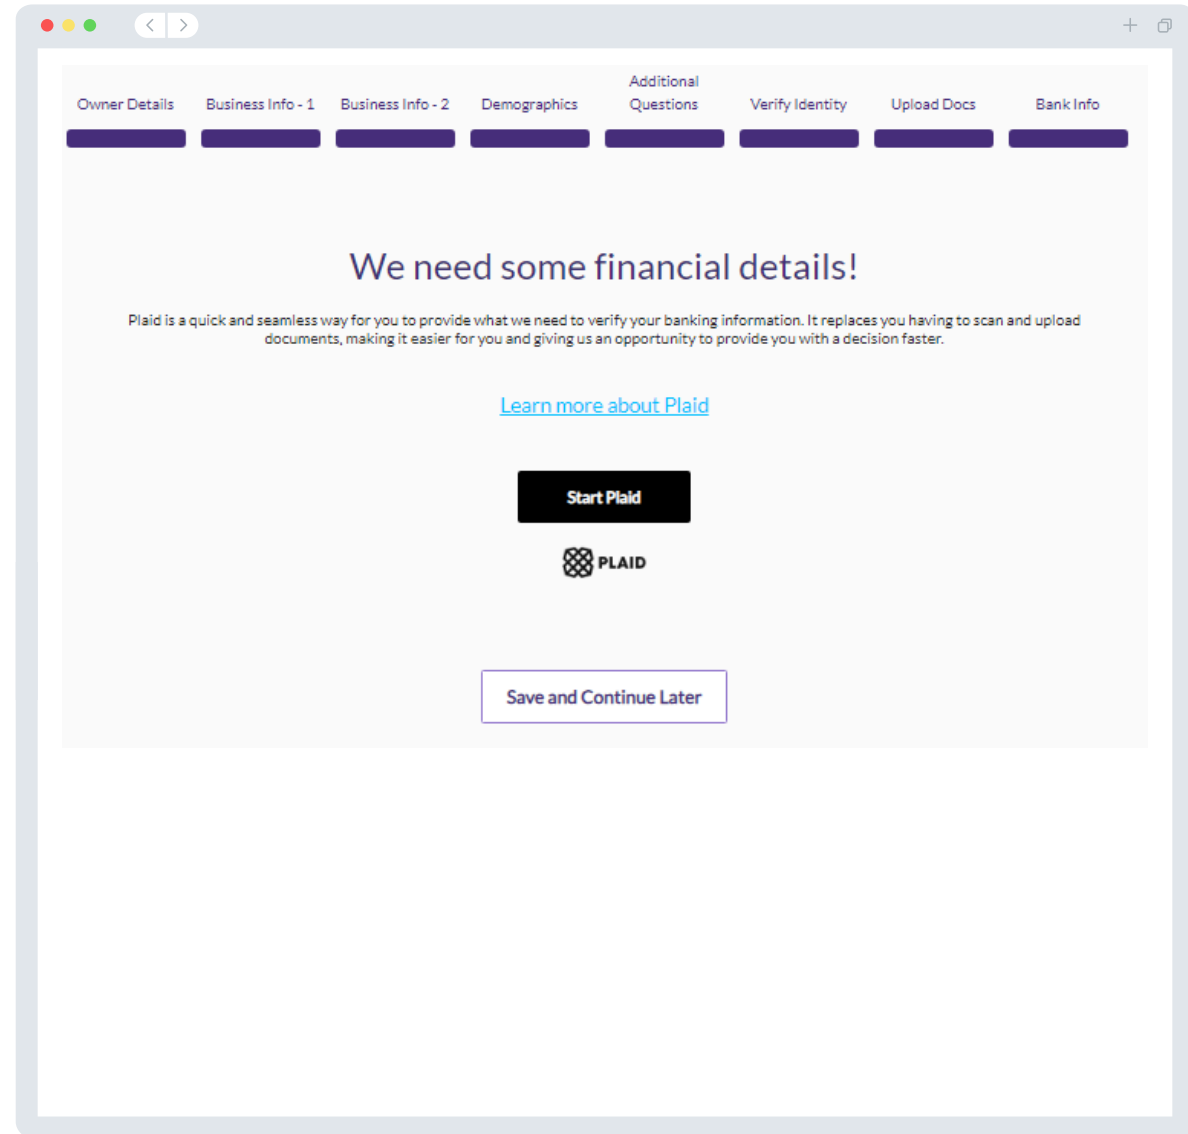 Owner Details
Business Info - 1
Business Info - 2
Demographics
Additional
Questions
Verify Identity
Upload Docs
Bank Info
We need some financial details!
Plaid is a quick and seamless way for you to provide what we need to verify your banking information. It replaces you having to scan and upload
documents, making it easier for you and giving us an opportunity to provide you with a decision faster.
Learn more about Plaid
Start Plaid
PLAID
Save and Continue Later